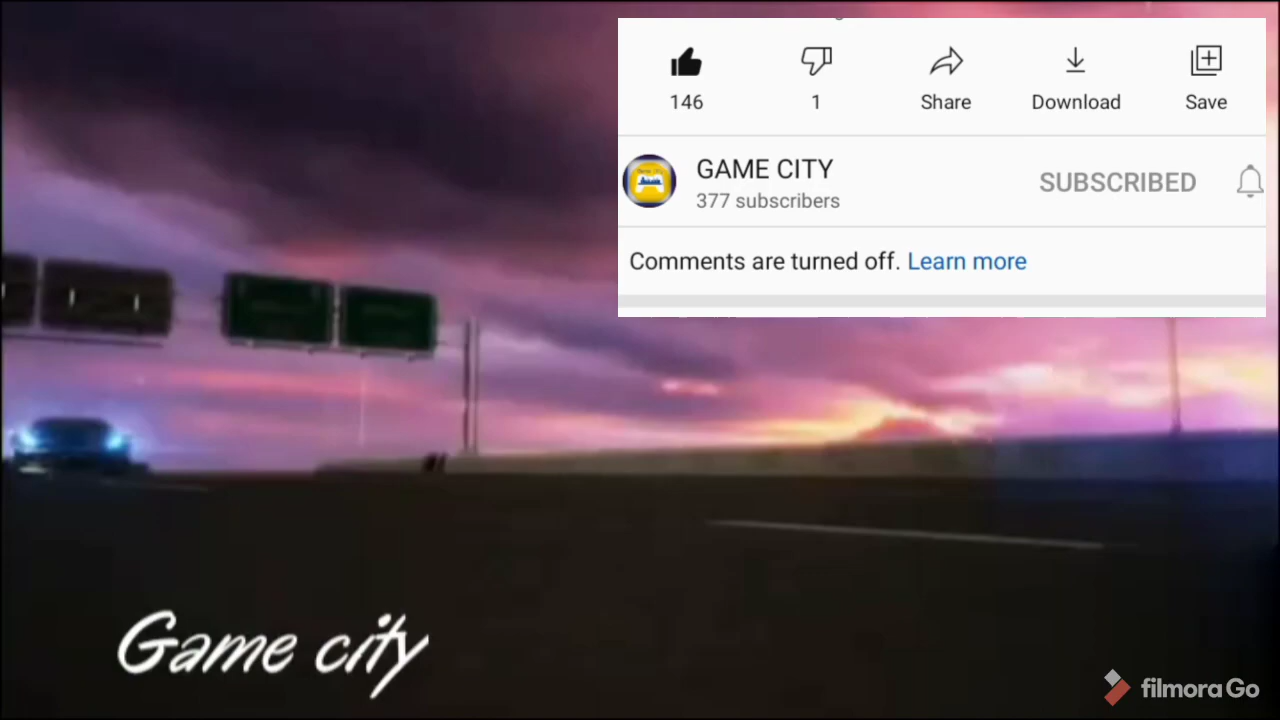 146
1
Share
Download
Save
GAME CITY
SUBSCRIBED
377 subscribers
Comments are turned off. Learn more
Game city
filmoraGo